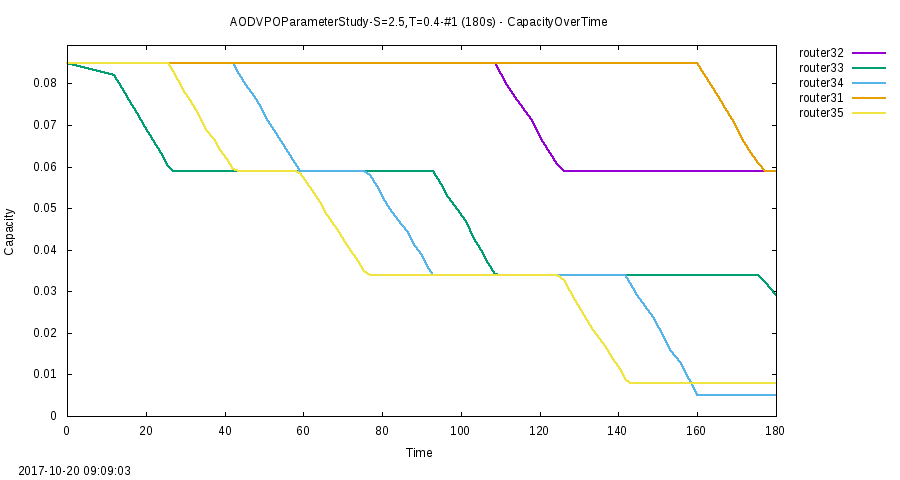 AODVPOParameterStudy-S=2.5,T=0.4-#1 (180s) - CapacityOverTime
router32
router33
router34
router31
router35
0.08
0.07
0.06
0.05
0.04
0.03
0.02
0.01
0
Capacity
0 20 40 60 80 100 120 140 160 180
Time
2017-10-20 09:09:03